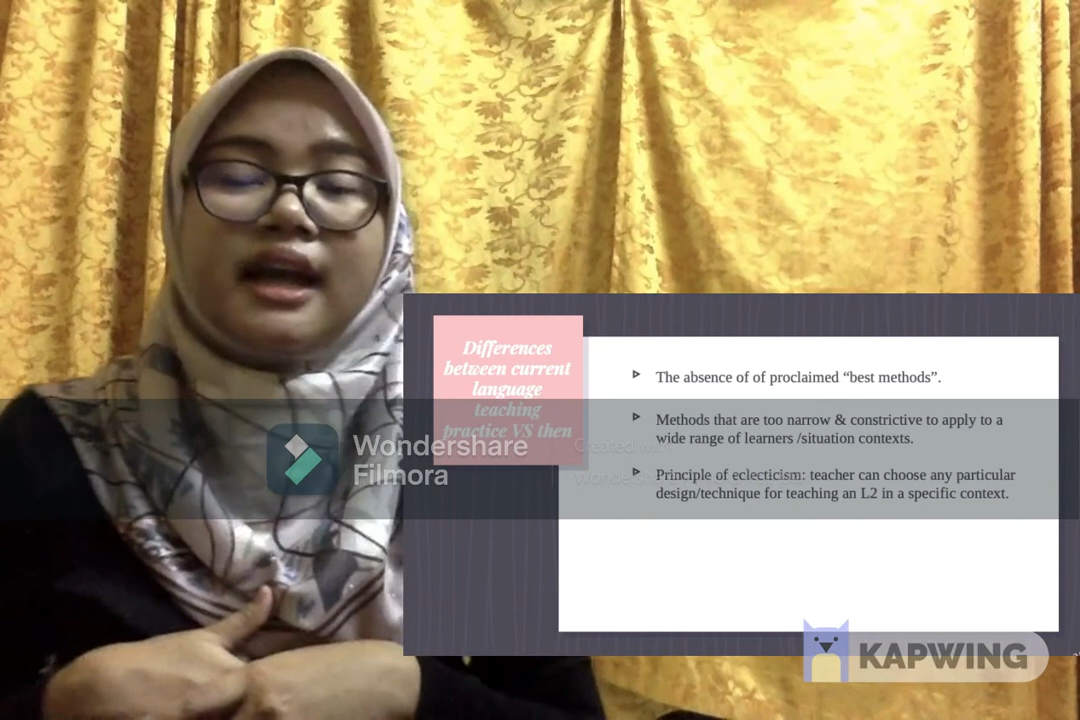 Differences
between current
language
teaching
practice VS then
The absence of of proclaimed “best methods”.
Methods that are too narrow & constrictive to apply to a
wide range of learners /situation contexts.
Principle of eclecticism: teacher can choose any particular
design/technique for teaching an L2 in a specific context.
Wondershare
Filmora
Created with
KAPWING